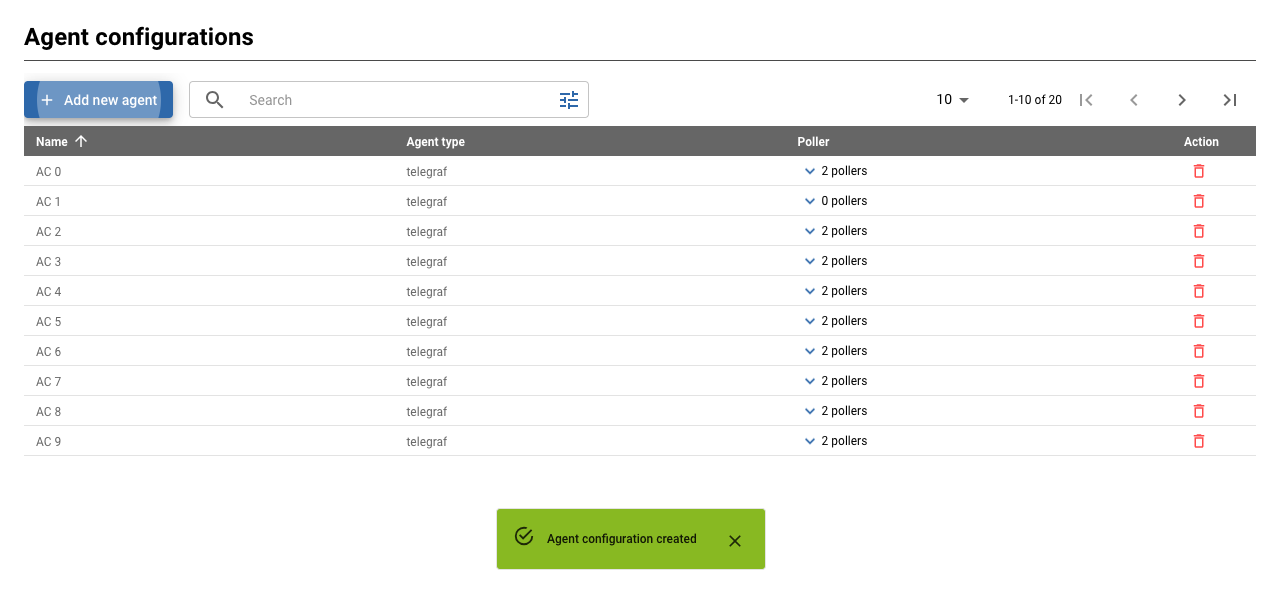 Agent configurations
Add new agent
Search
10
1-10 of 20
Name Agent type Poller Action
AC 0 telegraf 2 pollers
AC 1 telegraf 0 pollers
AC 2 telegraf 2 pollers
AC 3 telegraf 2 pollers
AC 4 telegraf 2 pollers
AC 5 telegraf 2 pollers
AC 6 telegraf 2 pollers
AC 7 telegraf 2 pollers
AC 8 telegraf 2 pollers
AC 9 telegraf 2 pollers
Agent configuration created